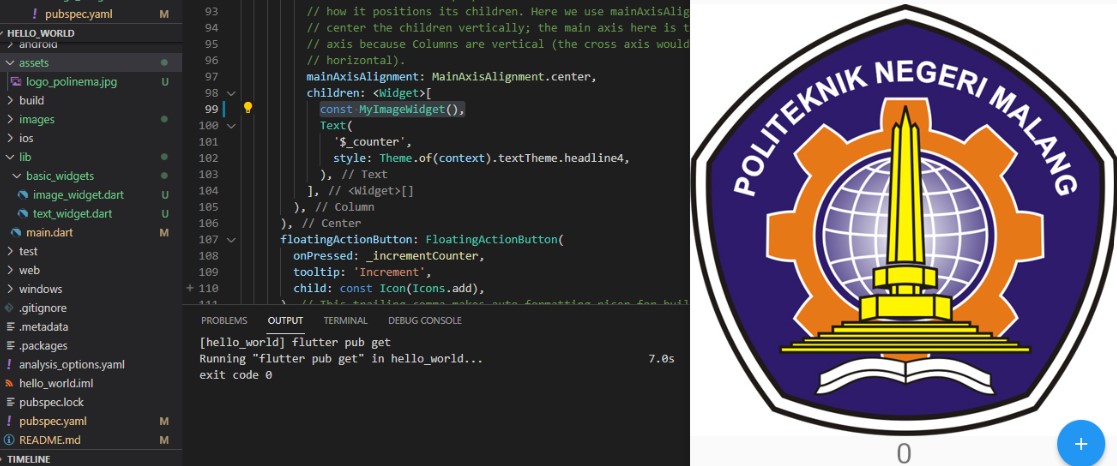 pubspec.yaml M
HELLO_WORLD
android
assets
logo_polinema.jpg U
build
images
ios
lib
basic_widgets
image_widget.dart U
text_widget.dart U
main.dart M
test
web
windows
.gitignore
.metadata
.packages
analysis_options.yaml
hello_world.iml
pubspec.lock
pubspec.yaml M
README.md M
TIMELINE
93 // how it positions its children. Here we use mainAxisAlig
94 // center the children vertically; the main axis here is t
95 // axis because Columns are vertical (the cross axis would
96 // horizontal).
97 mainAxisAlignment: MainAxisAlignment.center,
98 children: <Widget>[
99 const MyImageWidget(),
100 Text(
101 '$_counter',
102 style: Theme.of(context).textTheme.headline4,
103 ), // Text
104 ], // <Widget>[]
105 ), // Column
106 ), // Center
107 floatingActionButton: FloatingActionButton(
108 onPressed: _incrementCounter,
109 tooltip: 'Increment',
110 child: const Icon(Icons.add),
PROBLEMS OUTPUT TERMINAL DEBUG CONSOLE
[hello_world] flutter pub get
Running "flutter pub get" in hello_world... 7.0s
exit code 0
POLITEKNIK NEGERI MALANG
0
+